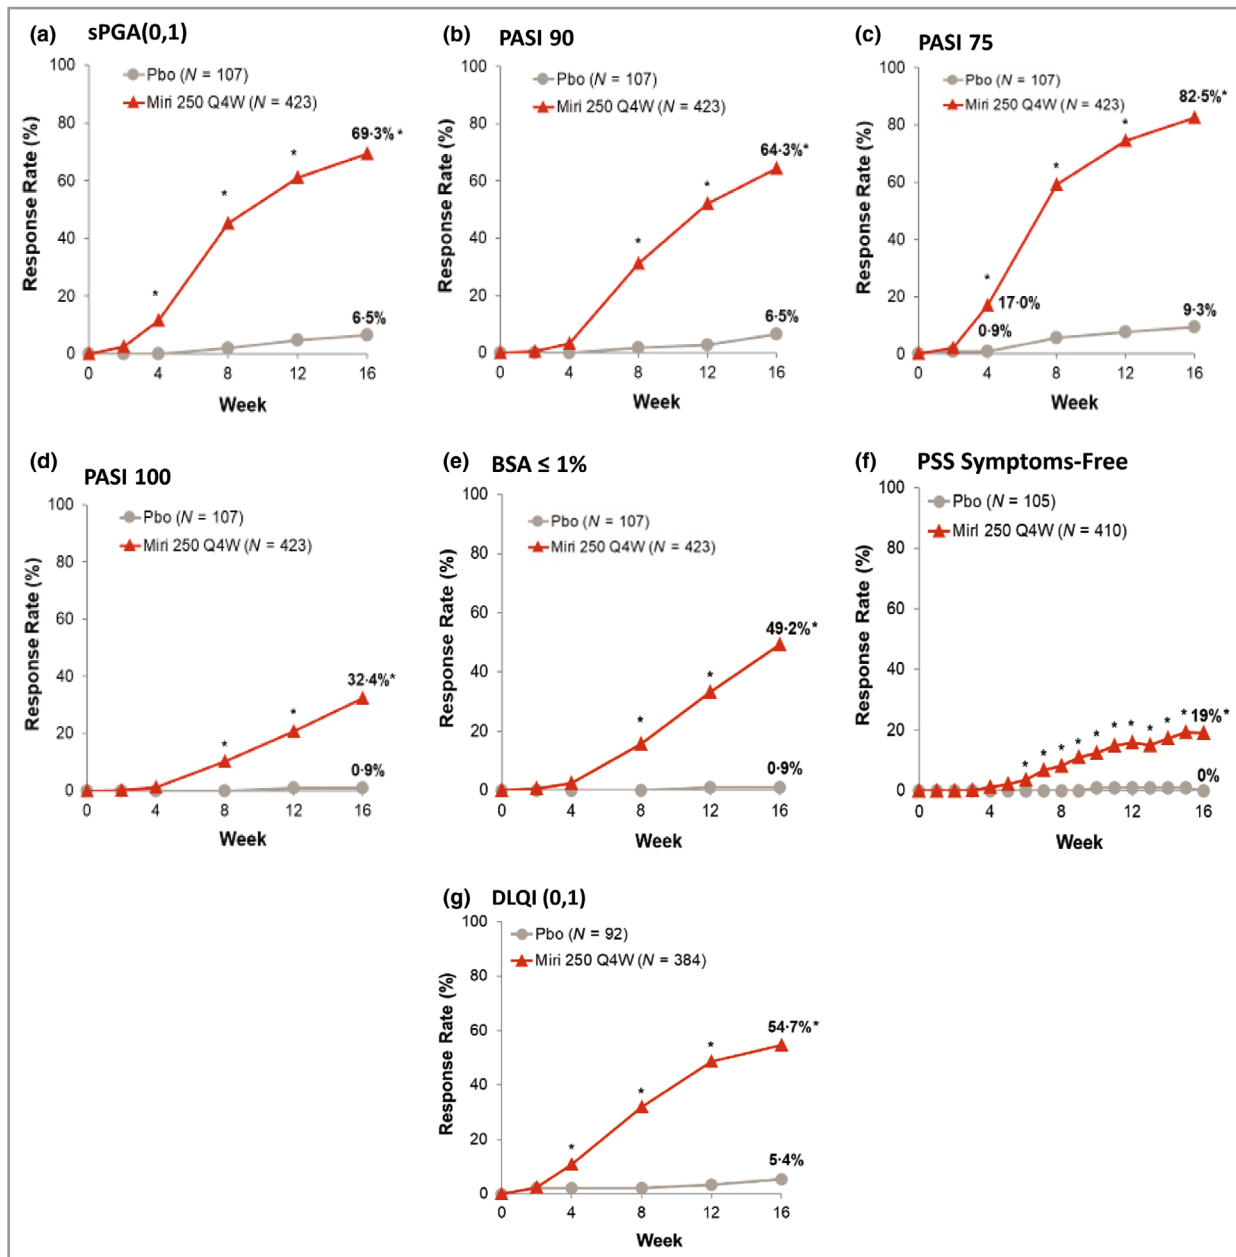 (a) sPGA(0,1)
Pbo (N = 107)
Miri 250 Q4W (N = 423)
Response Rate (%)
100
80
60
40
20
0
69·3% *
*
*
*
*
6·5%
0 4 8 12 16
Week
(b) PASI 90
Pbo (N = 107)
Miri 250 Q4W (N = 423)
Response Rate (%)
100
80
60
40
20
0
64·3%*
*
*
6·5%
0 4 8 12 16
Week
(c) PASI 75
Pbo (N = 107)
Miri 250 Q4W (N = 423)
Response Rate (%)
100
80
60
40
20
0
82·5%*
*
*
*
17·0%
0·9%
9·3%
0 4 8 12 16
Week
(d) PASI 100
Pbo (N = 107)
Miri 250 Q4W (N = 423)
Response Rate (%)
100
80
60
40
20
0
32·4%*
*
*
0·9%
0 4 8 12 16
Week
(e) BSA ≤ 1%
Pbo (N = 107)
Miri 250 Q4W (N = 423)
Response Rate (%)
100
80
60
40
20
0
49·2%*
*
*
0·9%
0 4 8 12 16
Week
(f) PSS Symptoms-Free
Pbo (N = 105)
Miri 250 Q4W (N = 410)
Response Rate (%)
100
80
60
40
20
0
* * * * * * * * * * 19% *
0%
0 4 8 12 16
Week
(g) DLQI (0,1)
Pbo (N = 92)
Miri 250 Q4W (N = 384)
Response Rate (%)
100
80
60
40
20
0
54·7%*
*
*
*
5·4%
0 4 8 12 16
Week